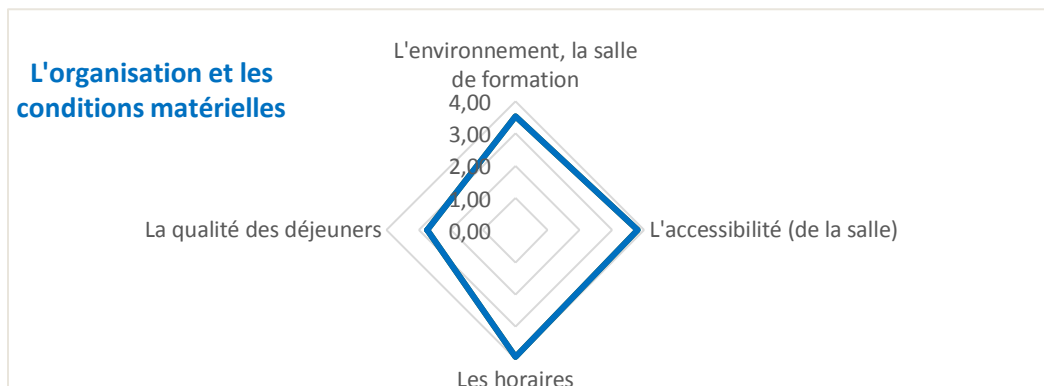 L'organisation et les
conditions matérielles
L'environnement, la salle
de formation
4,00
3,00
2,00
1,00
0,00
La qualité des déjeuners
L'accessibilité (de la salle)
Les horaires